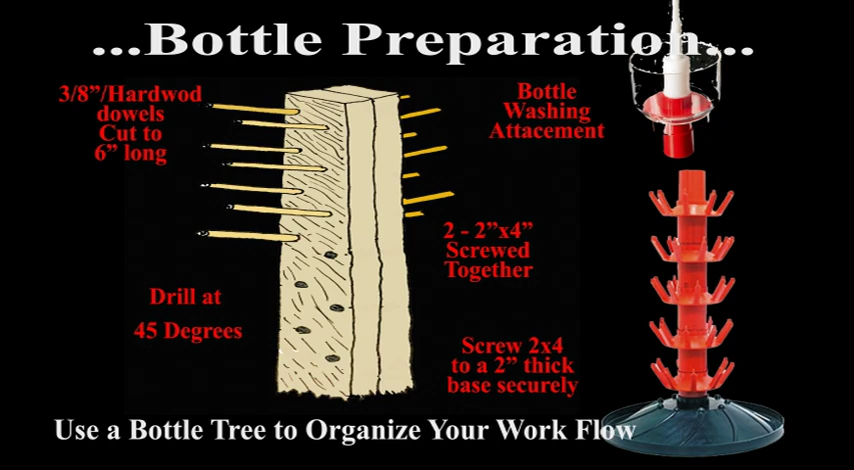 ...Bottle Preparation...
3/8”/Hardwod
dowels
Cut to
6” long
Bottle
Washing
Attacement
2 - 2”x4”
Screwed
Together
Drill at
45 Degrees
Screw 2x4
to a 2” thick
base securely
Use a Bottle Tree to Organize Your Work Flow